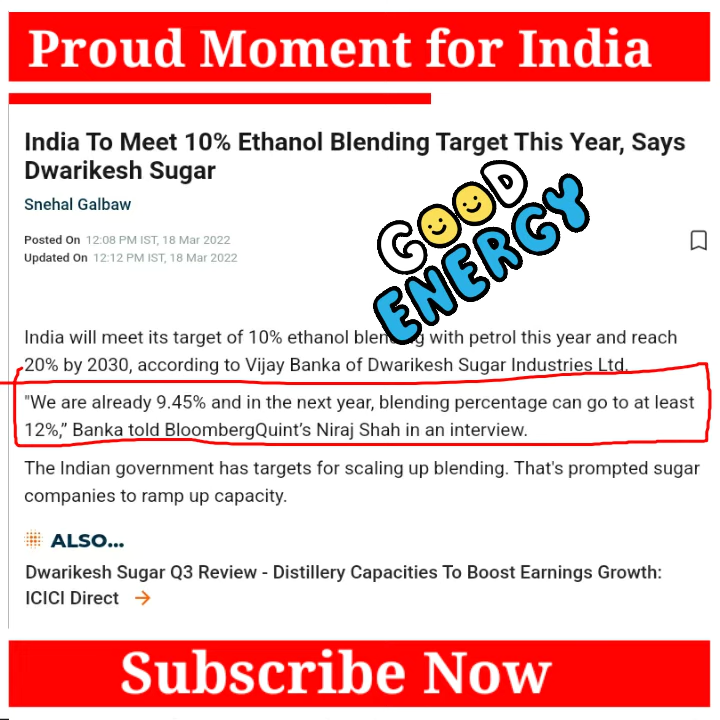 Proud Moment for India
India To Meet 10% Ethanol Blending Target This Year, Says
Dwarikesh Sugar
Snehal Galbaw
Posted On 12:08 PM IST, 18 Mar 2022
Updated On 12:12 PM IST, 18 Mar 2022
GOOD
ENERGY
India will meet its target of 10% ethanol with petrol this year and reach
20% by 2030, according to Vijay Banka of Dwarikesh Sugar Industries Ltd.
"We are already 9.45% and in the next year, blending percentage can go to at least
12%,” Banka told BloombergQuint’s Niraj Shah in an interview.
The Indian government has targets for scaling up blending. That's prompted sugar
companies to ramp up capacity.
ALSO...
Dwarikesh Sugar Q3 Review - Distillery Capacities To Boost Earnings Growth:
ICICI Direct →
Subscribe Now